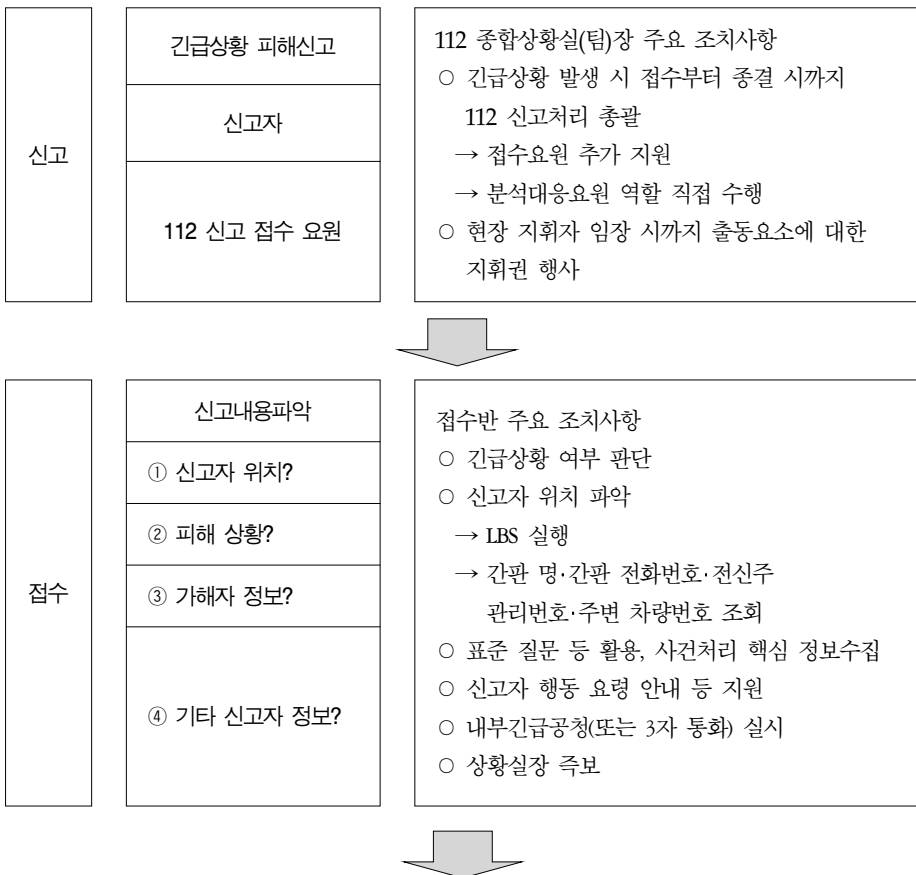 신고
긴급상황 피해신고
신고자
112 신고 접수 요원
112 종합상황실(팀)장 주요 조치사항
○ 긴급상황 발생 시 접수부터 종결 시까지
112 신고처리 총괄
→ 접수요원 추가 지원
→ 분석대응요원 역할 직접 수행
○ 현장 지휘자 임장 시까지 출동요소에 대한
지휘권 행사
접수
신고내용파악
① 신고자 위치?
② 피해 상황?
③ 가해자 정보?
④ 기타 신고자 정보?
접수반 주요 조치사항
○ 긴급상황 여부 판단
○ 신고자 위치 파악
→ LBS 실행
→ 간판 명·간판 전화번호·전신주
관리번호·주변 차량번호 조회
○ 표준 질문 등 활용, 사건처리 핵심 정보수집
○ 신고자 행동 요령 안내 등 지원
○ 내부긴급공청(또는 3자 통화) 실시
○ 상황실장 즉보